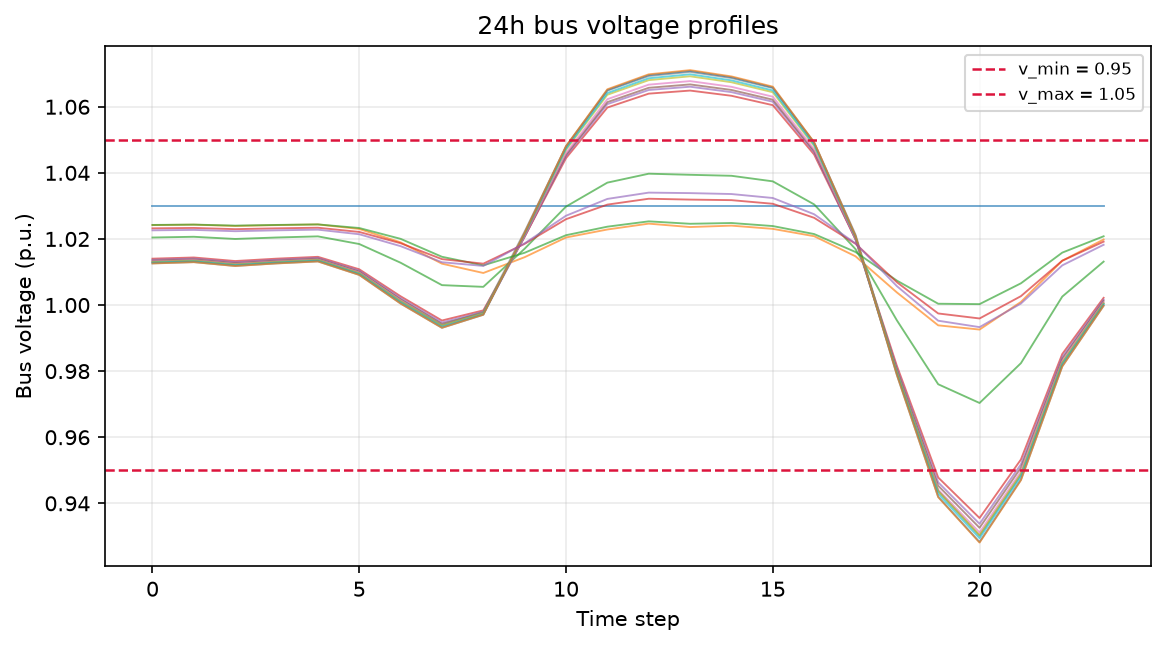 24h bus voltage profiles
v_min = 0.95
v_max = 1.05
Bus voltage (p.u.)
1.06
1.04
1.02
1.00
0.98
0.96
0.94
0 5 10 15 20
Time step